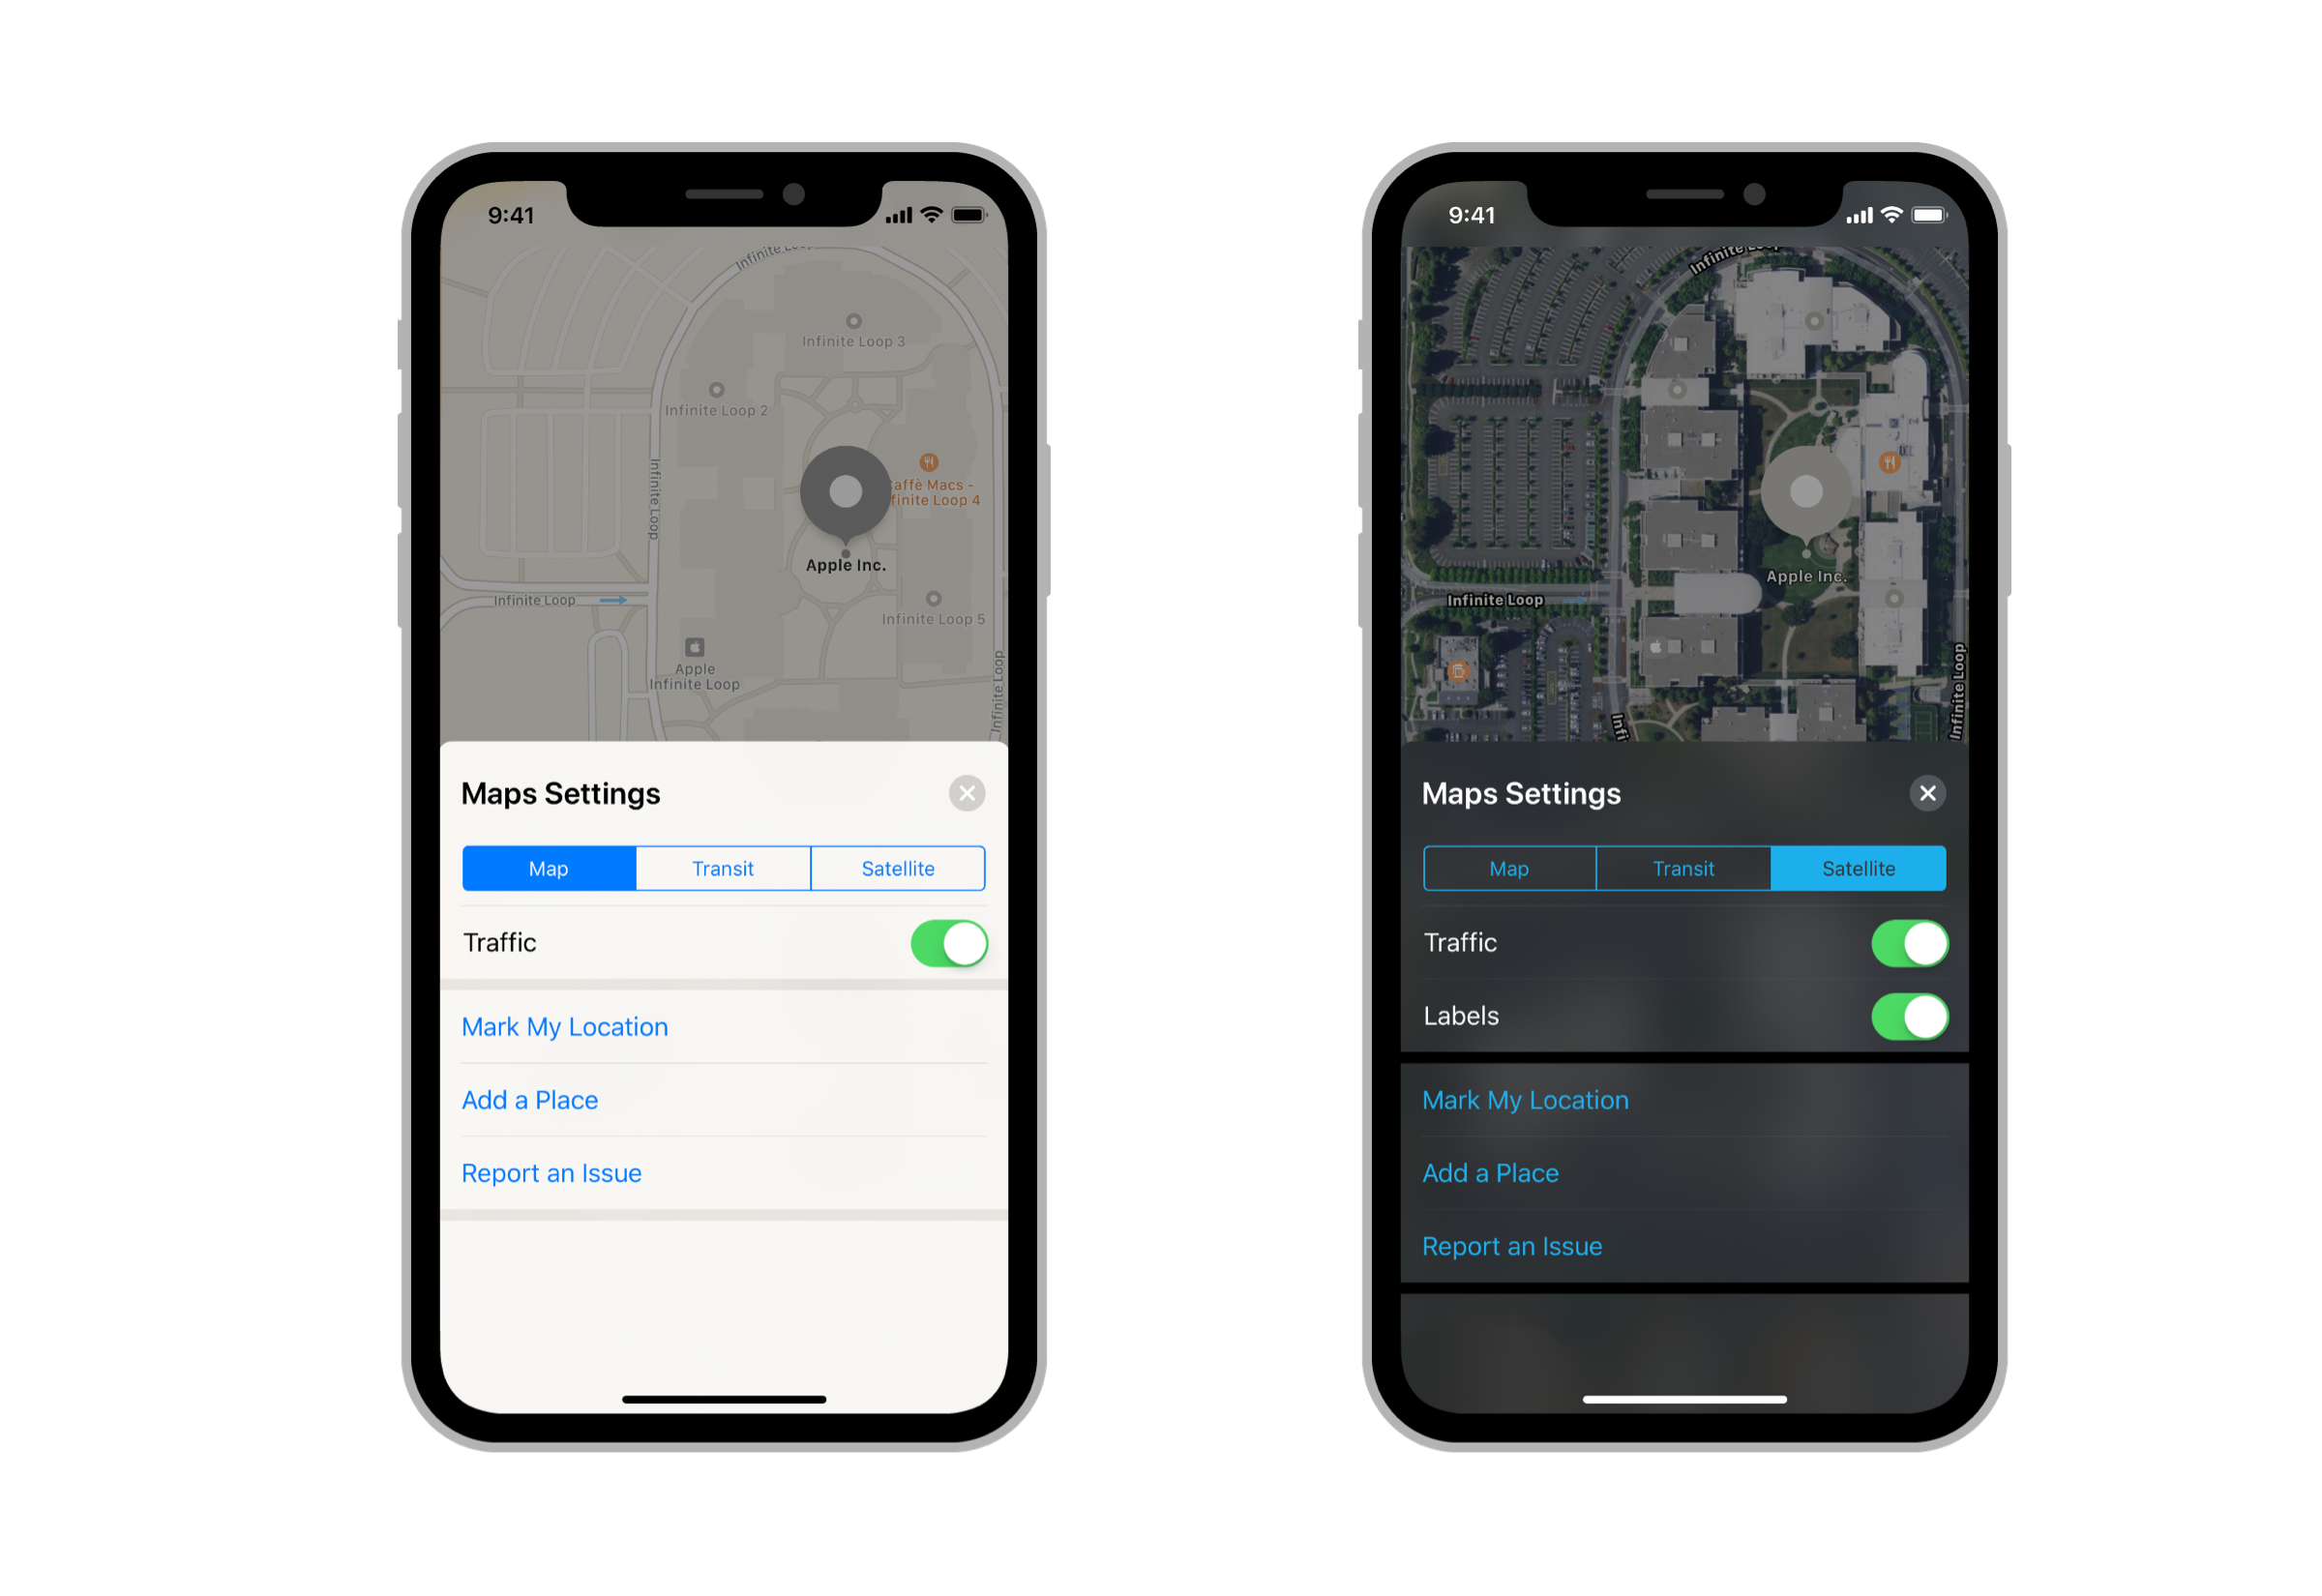 9:41
Infinite Loop
Infinite Loop 3
Infinite Loop 2
Infinite Loop
affè Macs -
finite Loop 4
Apple Inc.
Infinite Loop
Infinite Loop 5
Apple
Infinite Loop
Infinite Loop
Maps Settings
Map Transit Satellite
Traffic
Mark My Location
Add a Place
Report an Issue
9:41
Infinite Loop
Apple Inc.
Infinite Loop
Infinite Loop
Infi
Maps Settings
Map Transit Satellite
Traffic
Labels
Mark My Location
Add a Place
Report an Issue